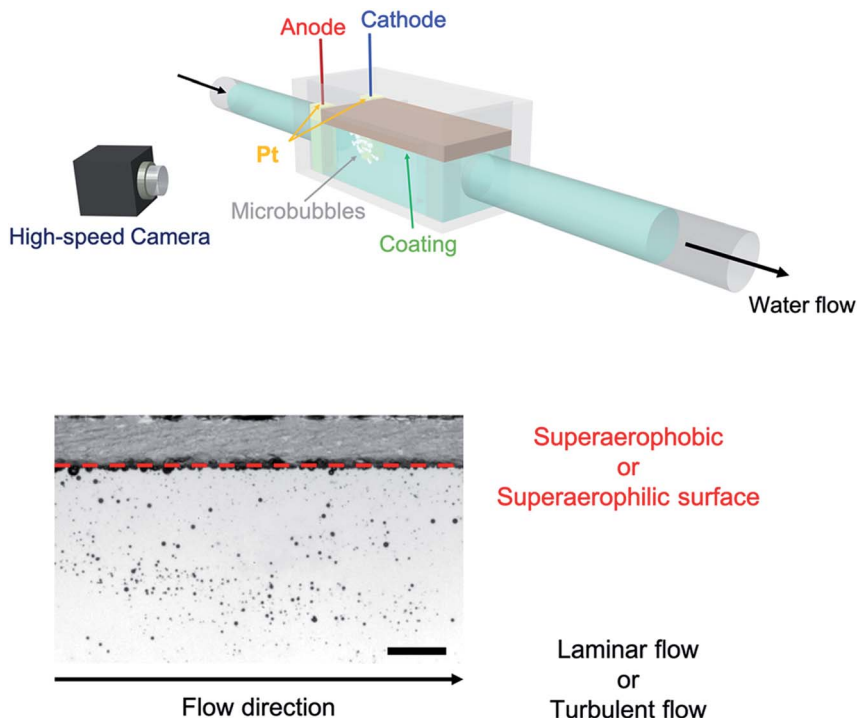 Anode
Cathode
Pt
Microbubbles
High-speed Camera
Coating
Water flow
Superaerophobic
or
Superaerophilic surface
Flow direction
Laminar flow
or
Turbulent flow